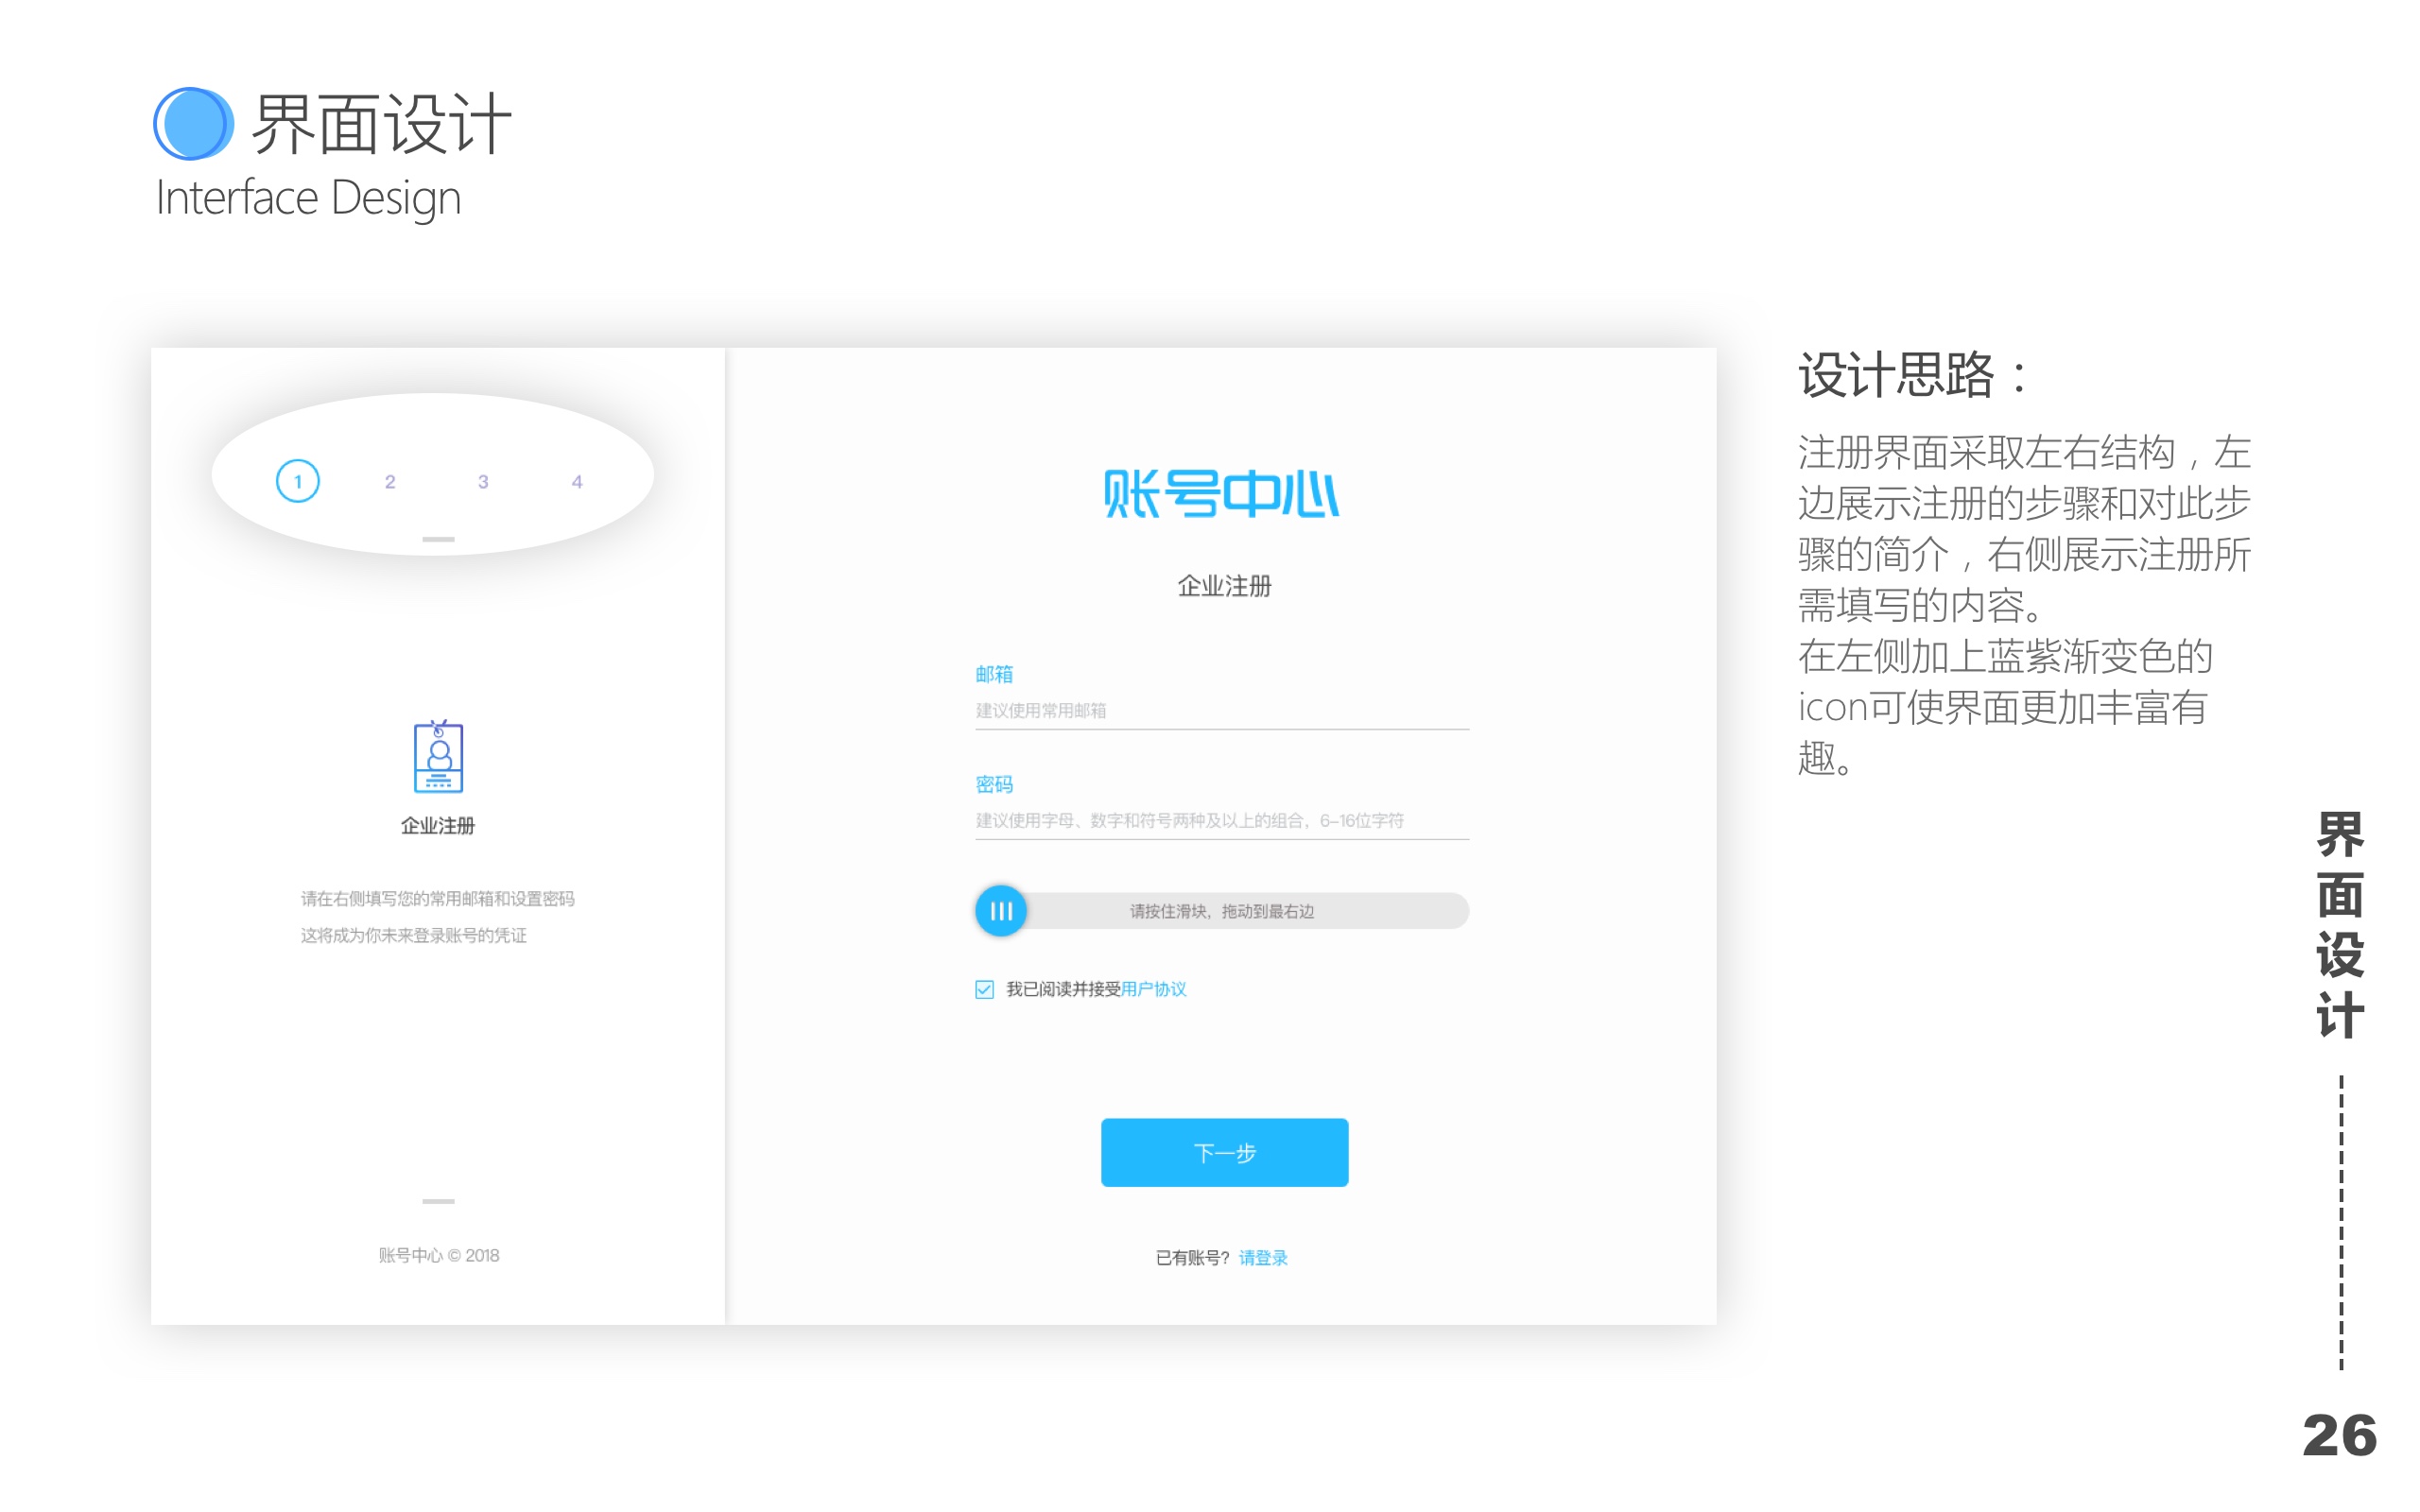 界面设计
Interface Design
1 2 3 4
企业注册
请在右侧填写您的常用邮箱和设置密码
这将成为你未来登录账号的凭证
账号中心 © 2018
账号中心
企业注册
邮箱
建议使用常用邮箱
密码
建议使用字母、数字和符号两种及以上的组合，6-16位字符
请按住滑块，拖动到最右边
我已阅读并接受用户协议
下一步
已有账号？请登录
设计思路：
注册界面采取左右结构，左
边展示注册的步骤和对此步
骤的简介，右侧展示注册所
需填写的内容。
在左侧加上蓝紫渐变色的
icon可使界面更加丰富有
趣。
界面设计
26